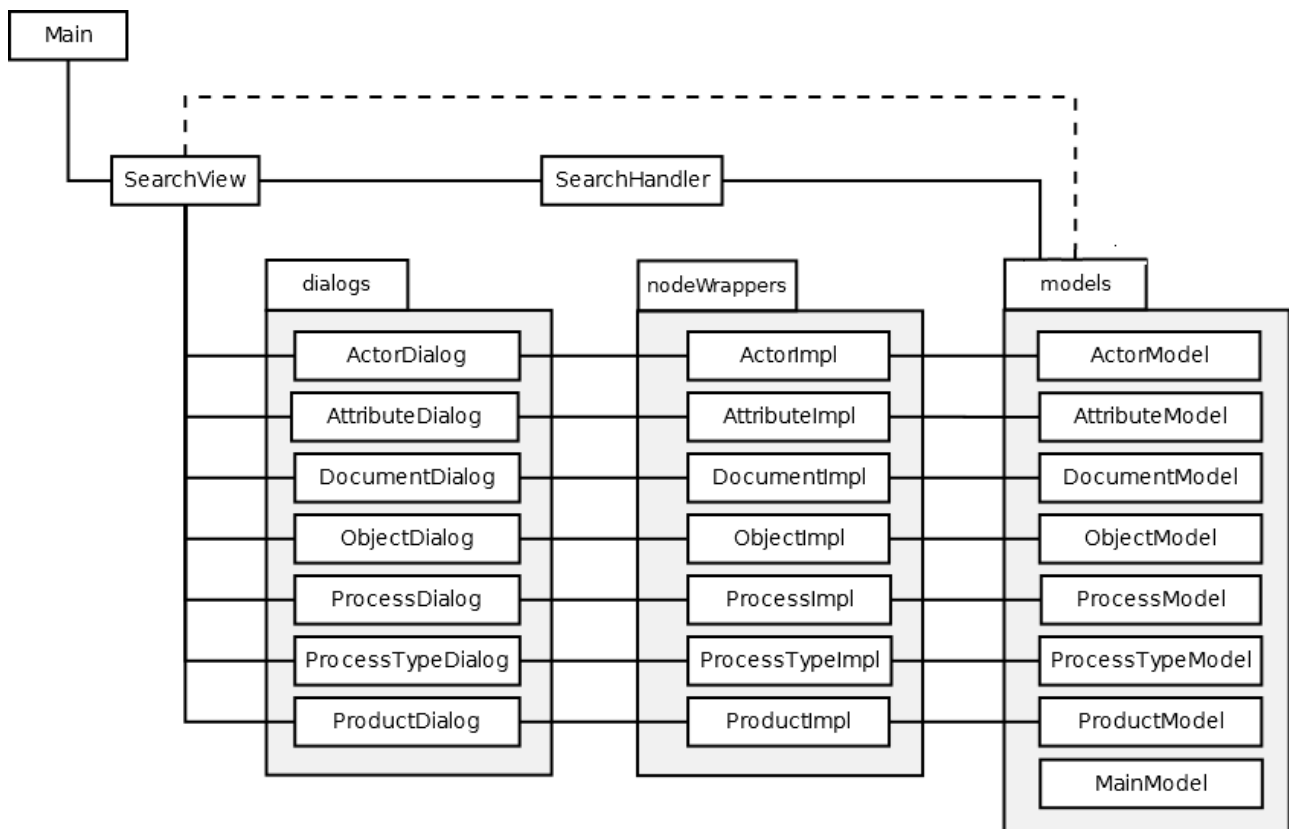 Main
SearchView
SearchHandler
dialogs
nodeWrappers
models
ActorDialog
ActorImpl
ActorModel
AttributeDialog
AttributeImpl
AttributeModel
DocumentDialog
DocumentImpl
DocumentModel
ObjectDialog
ObjectImpl
ObjectModel
ProcessDialog
ProcessImpl
ProcessModel
ProcessTypeDialog
ProcessTypeImpl
ProcessTypeModel
ProductDialog
ProductImpl
ProductModel
MainModel